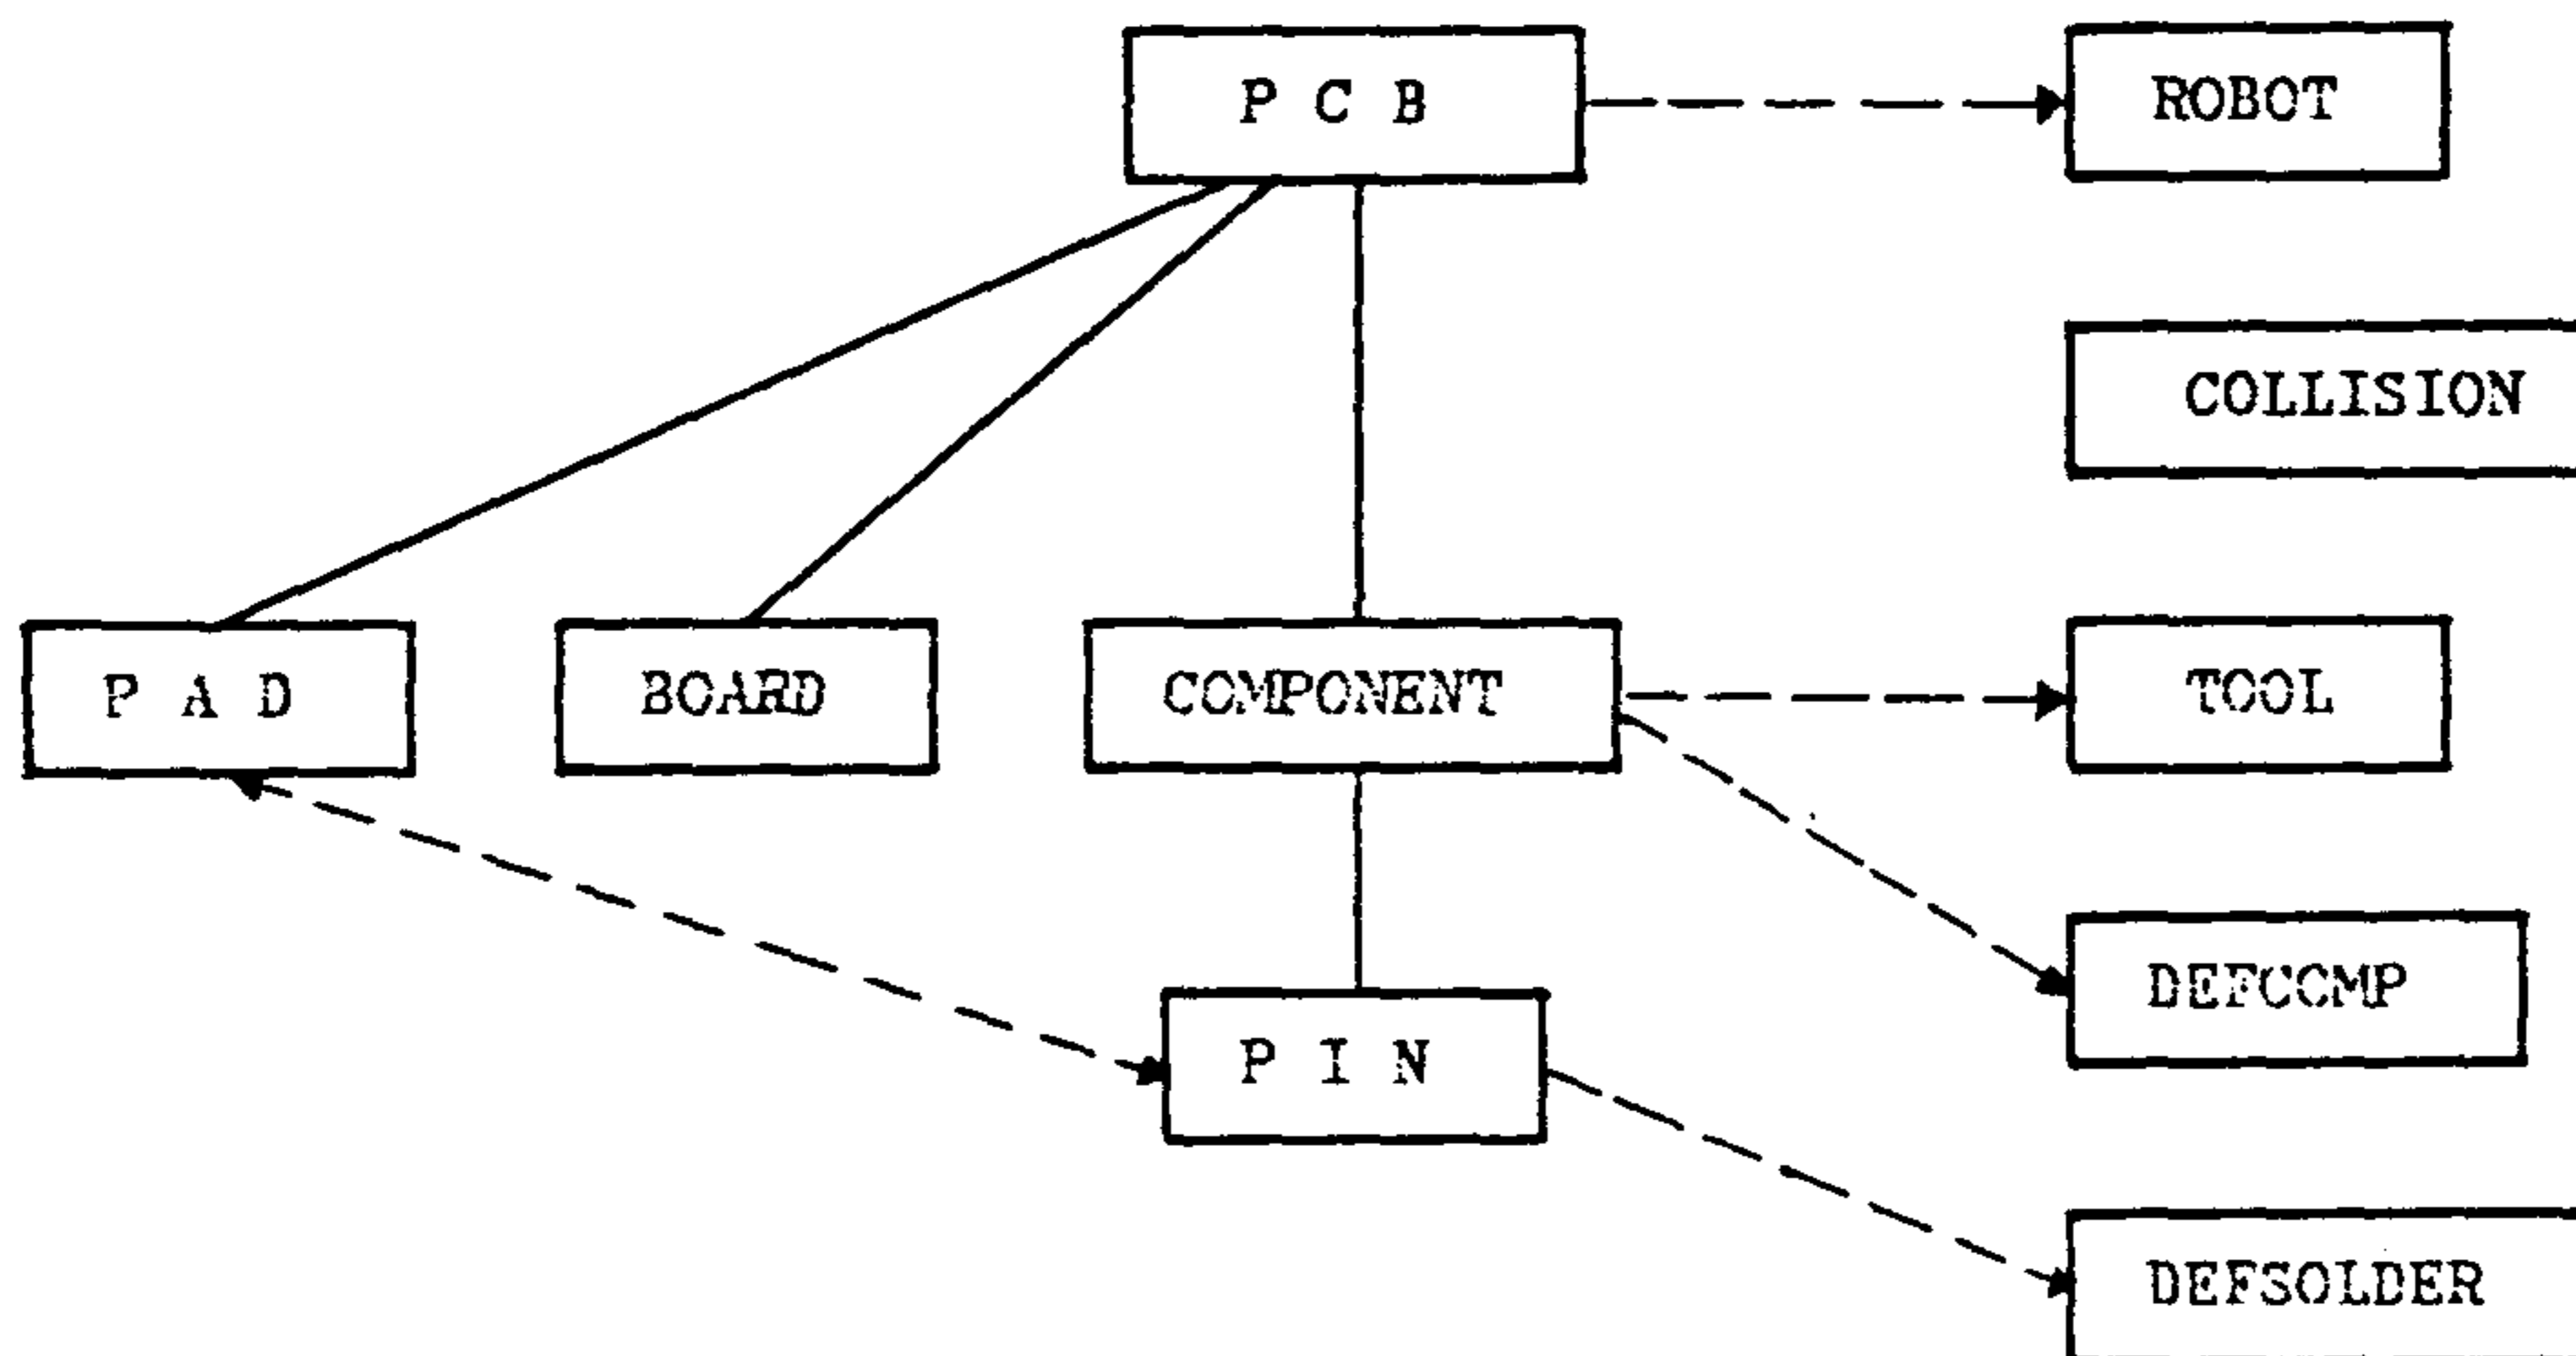 P C B
ROBOT
COLLISION
P A D
BOARD
COMPONENT
TOOL
DEFCOMP
P I N
DEFSOLDER